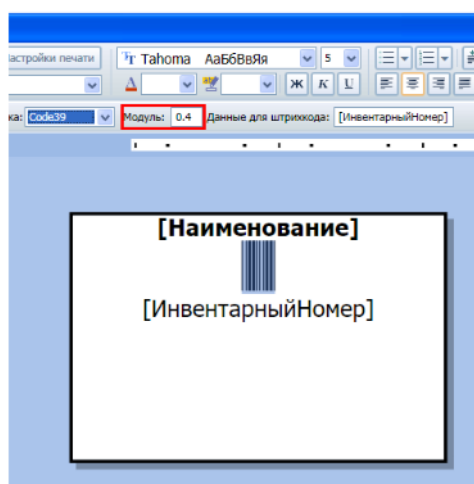 астройки печати
Tahoma АаБбВвЯя 5
А Ж К Ч
ка: Code39 Модуль: 0.4 Данные для штрихкода: [ИнвентарныйНомер]
[Наименование]
[ИнвентарныйНомер]